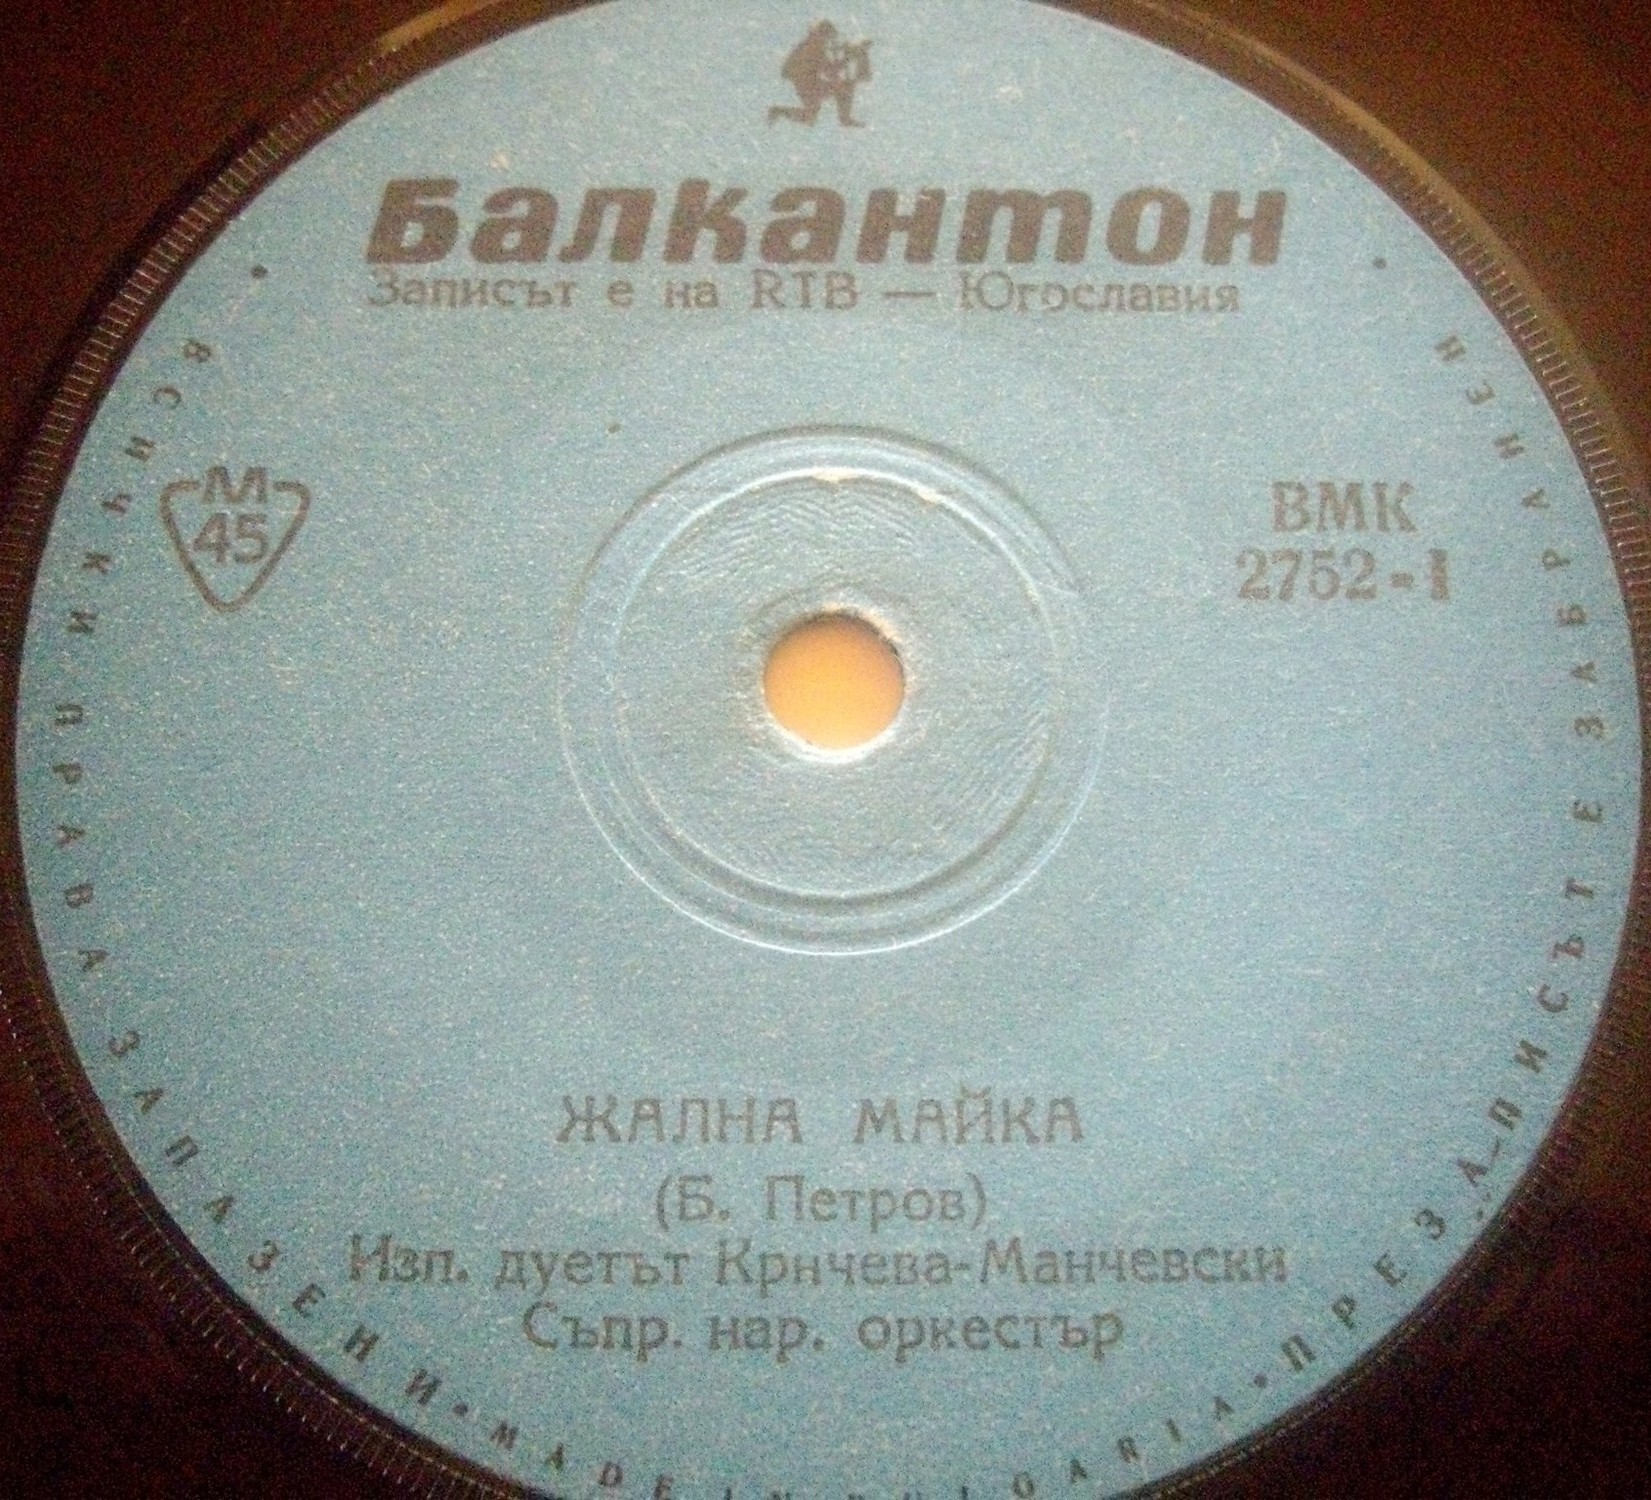 Балкантон
Записът е на RTB — Югославия
М
45
ВМК
2752-1
ЖАЛНА МАЙКА
(Б. Петров)
Изп. дуетът Крнчева-Манчевски
Съпр. нар. оркестър
ВСИЧКИ ПРАВА ЗАПАЗЕНИ • MADE IN BULGARIA • ПРЕЗАПИСЪТ Е ЗАБРАНЕН